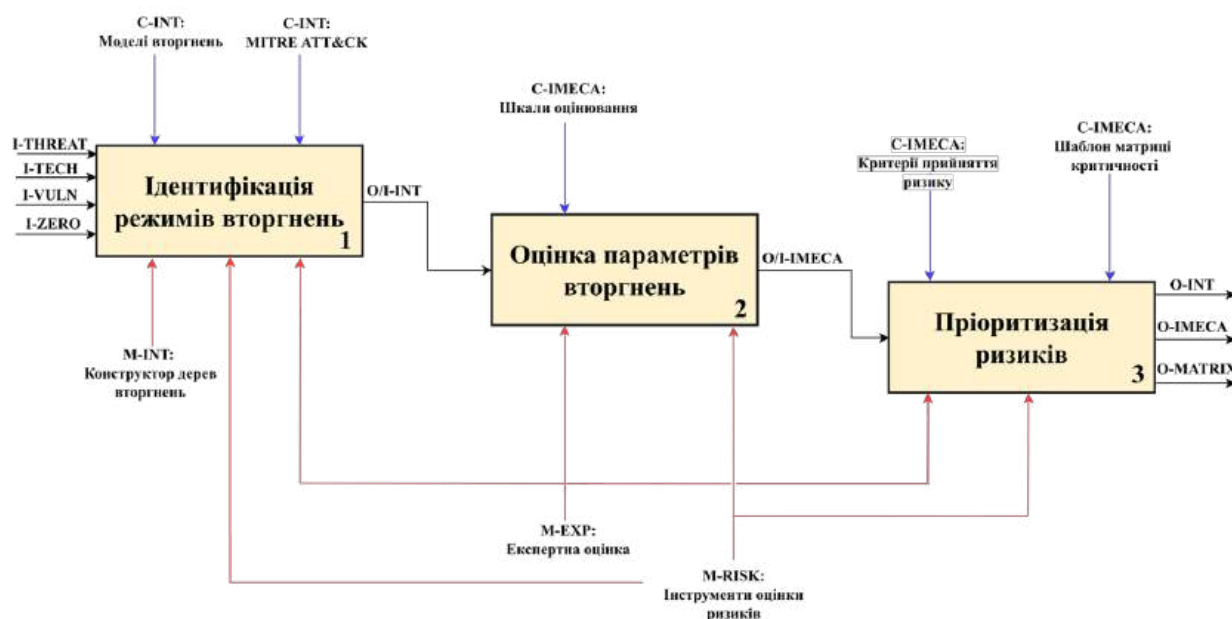 C-INT:
Моделі вторгнень
C-INT:
MITRE ATT&CK
C-IMECA:
Шкали оцінювання
C-IMECA:
Критерії прийняття
ризику
C-IMECA:
Шаблон матриці
критичності
I-THREAT
I-TECH
I-VULN
I-ZERO
Ідентифікація
режимів вторгнень
1
O/I-INT
Оцінка параметрів
вторгнень
2
O/I-IMECA
Пріоритизація
ризиків
3
O-INT
O-IMECA
O-MATRIX
M-INT:
Конструктор дерев
вторгнень
M-EXP:
Експертна оцінка
M-RISK:
Інструменти оцінки
ризиків